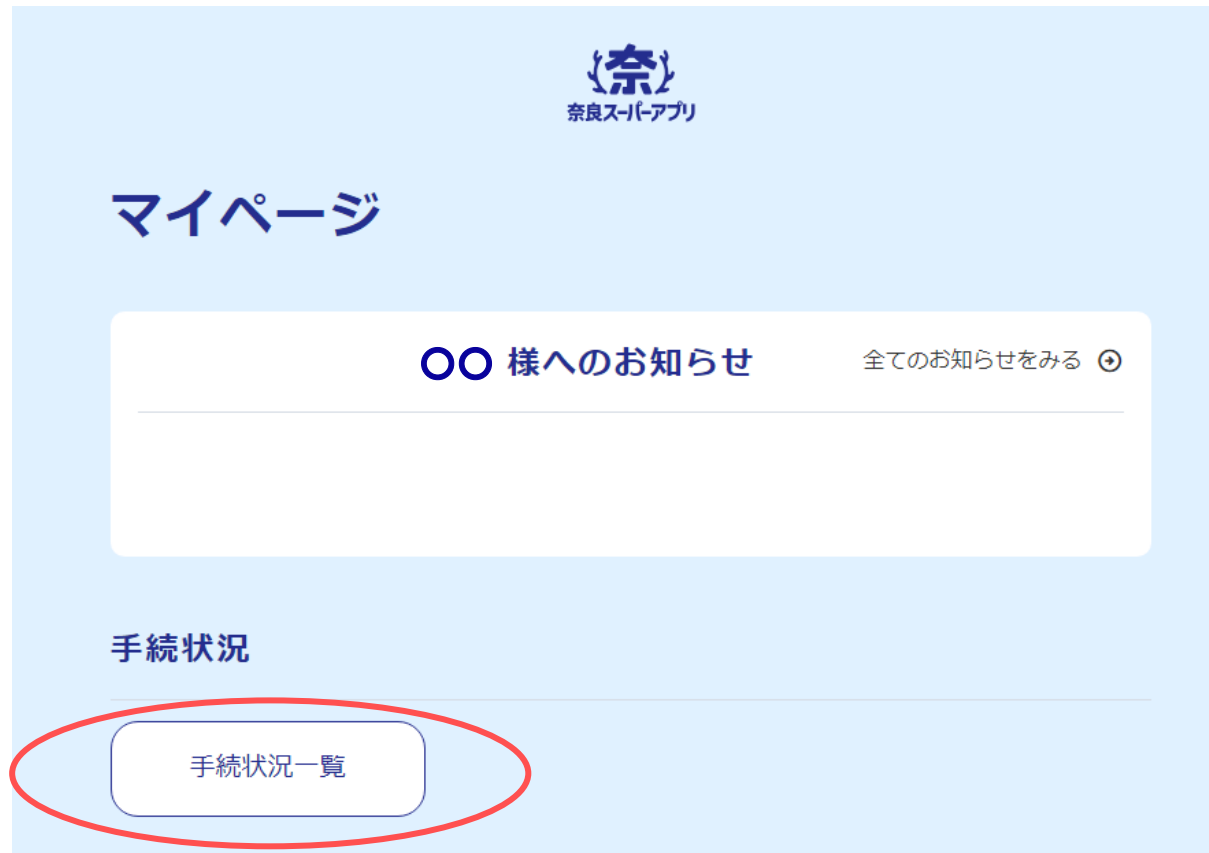 奈
奈良スーパーアプリ
マイページ
〇〇 様へのお知らせ 全てのお知らせをみる
手続状況
手続状況一覧